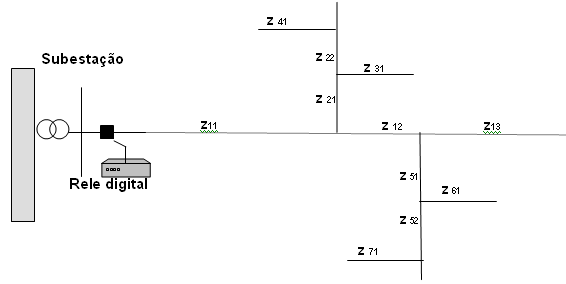 Z 41
Subestação
Z 22
Z 31
Z 21
Z11
Z 12
Z13
Rele digital
Z 51
Z 61
Z 52
Z 71